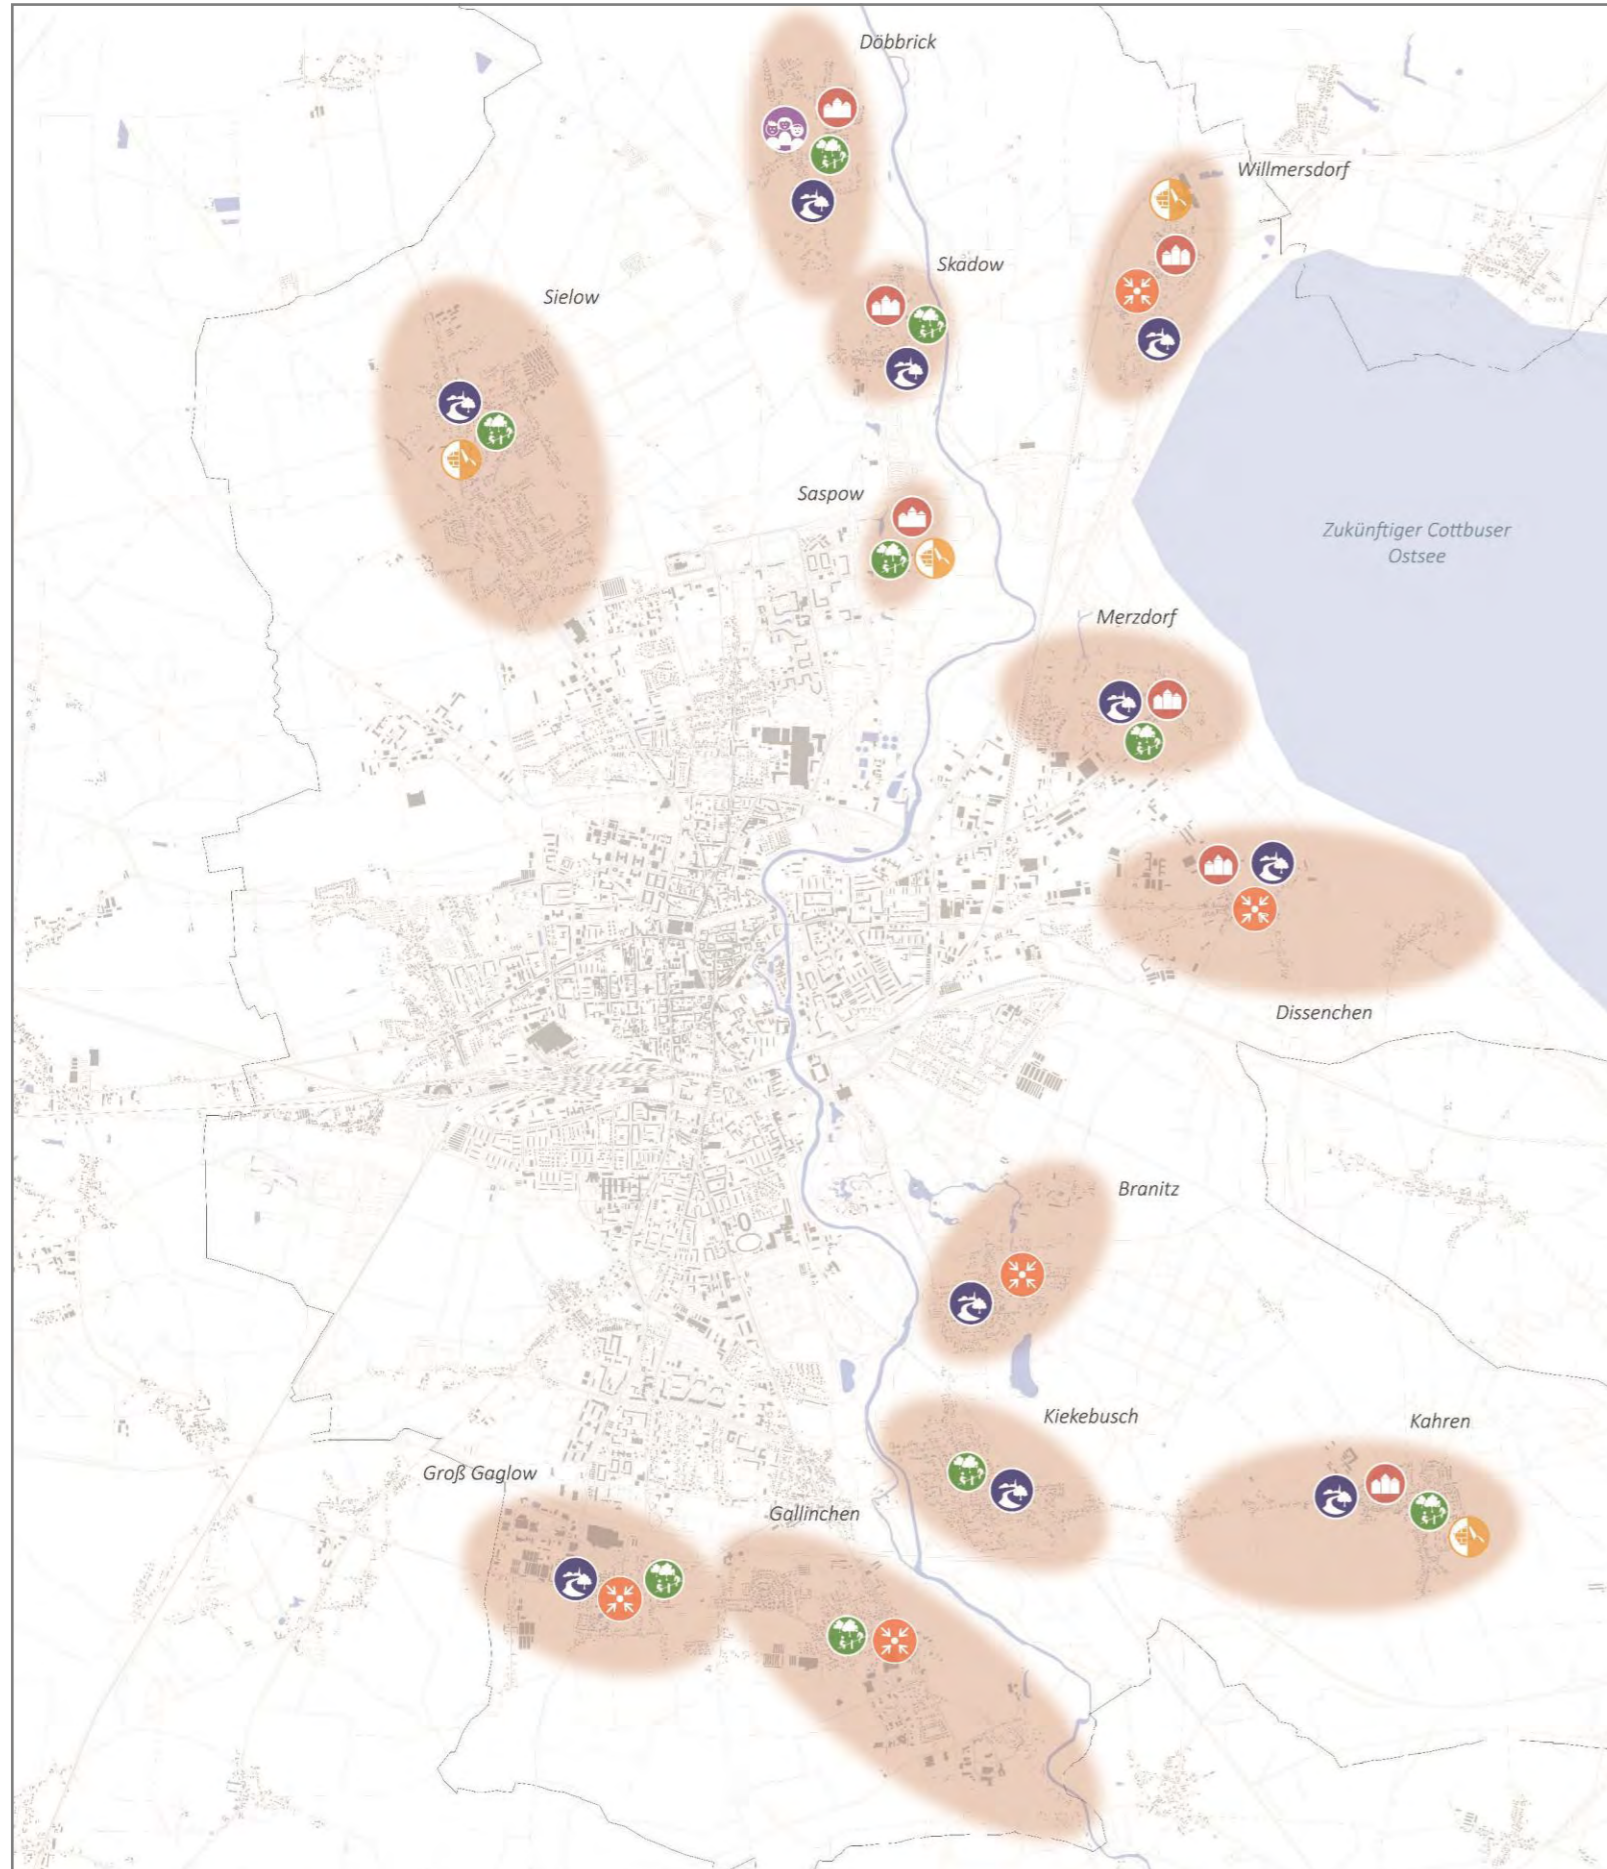 Döbbrick
Willmersdorf
Skadow
Sielow
Saspow
Zukünftiger Cottbuser
Ostsee
Merzdorf
Dissenchen
Branitz
Kiekebusch
Kahren
Groß Gaglow
Gallinchen